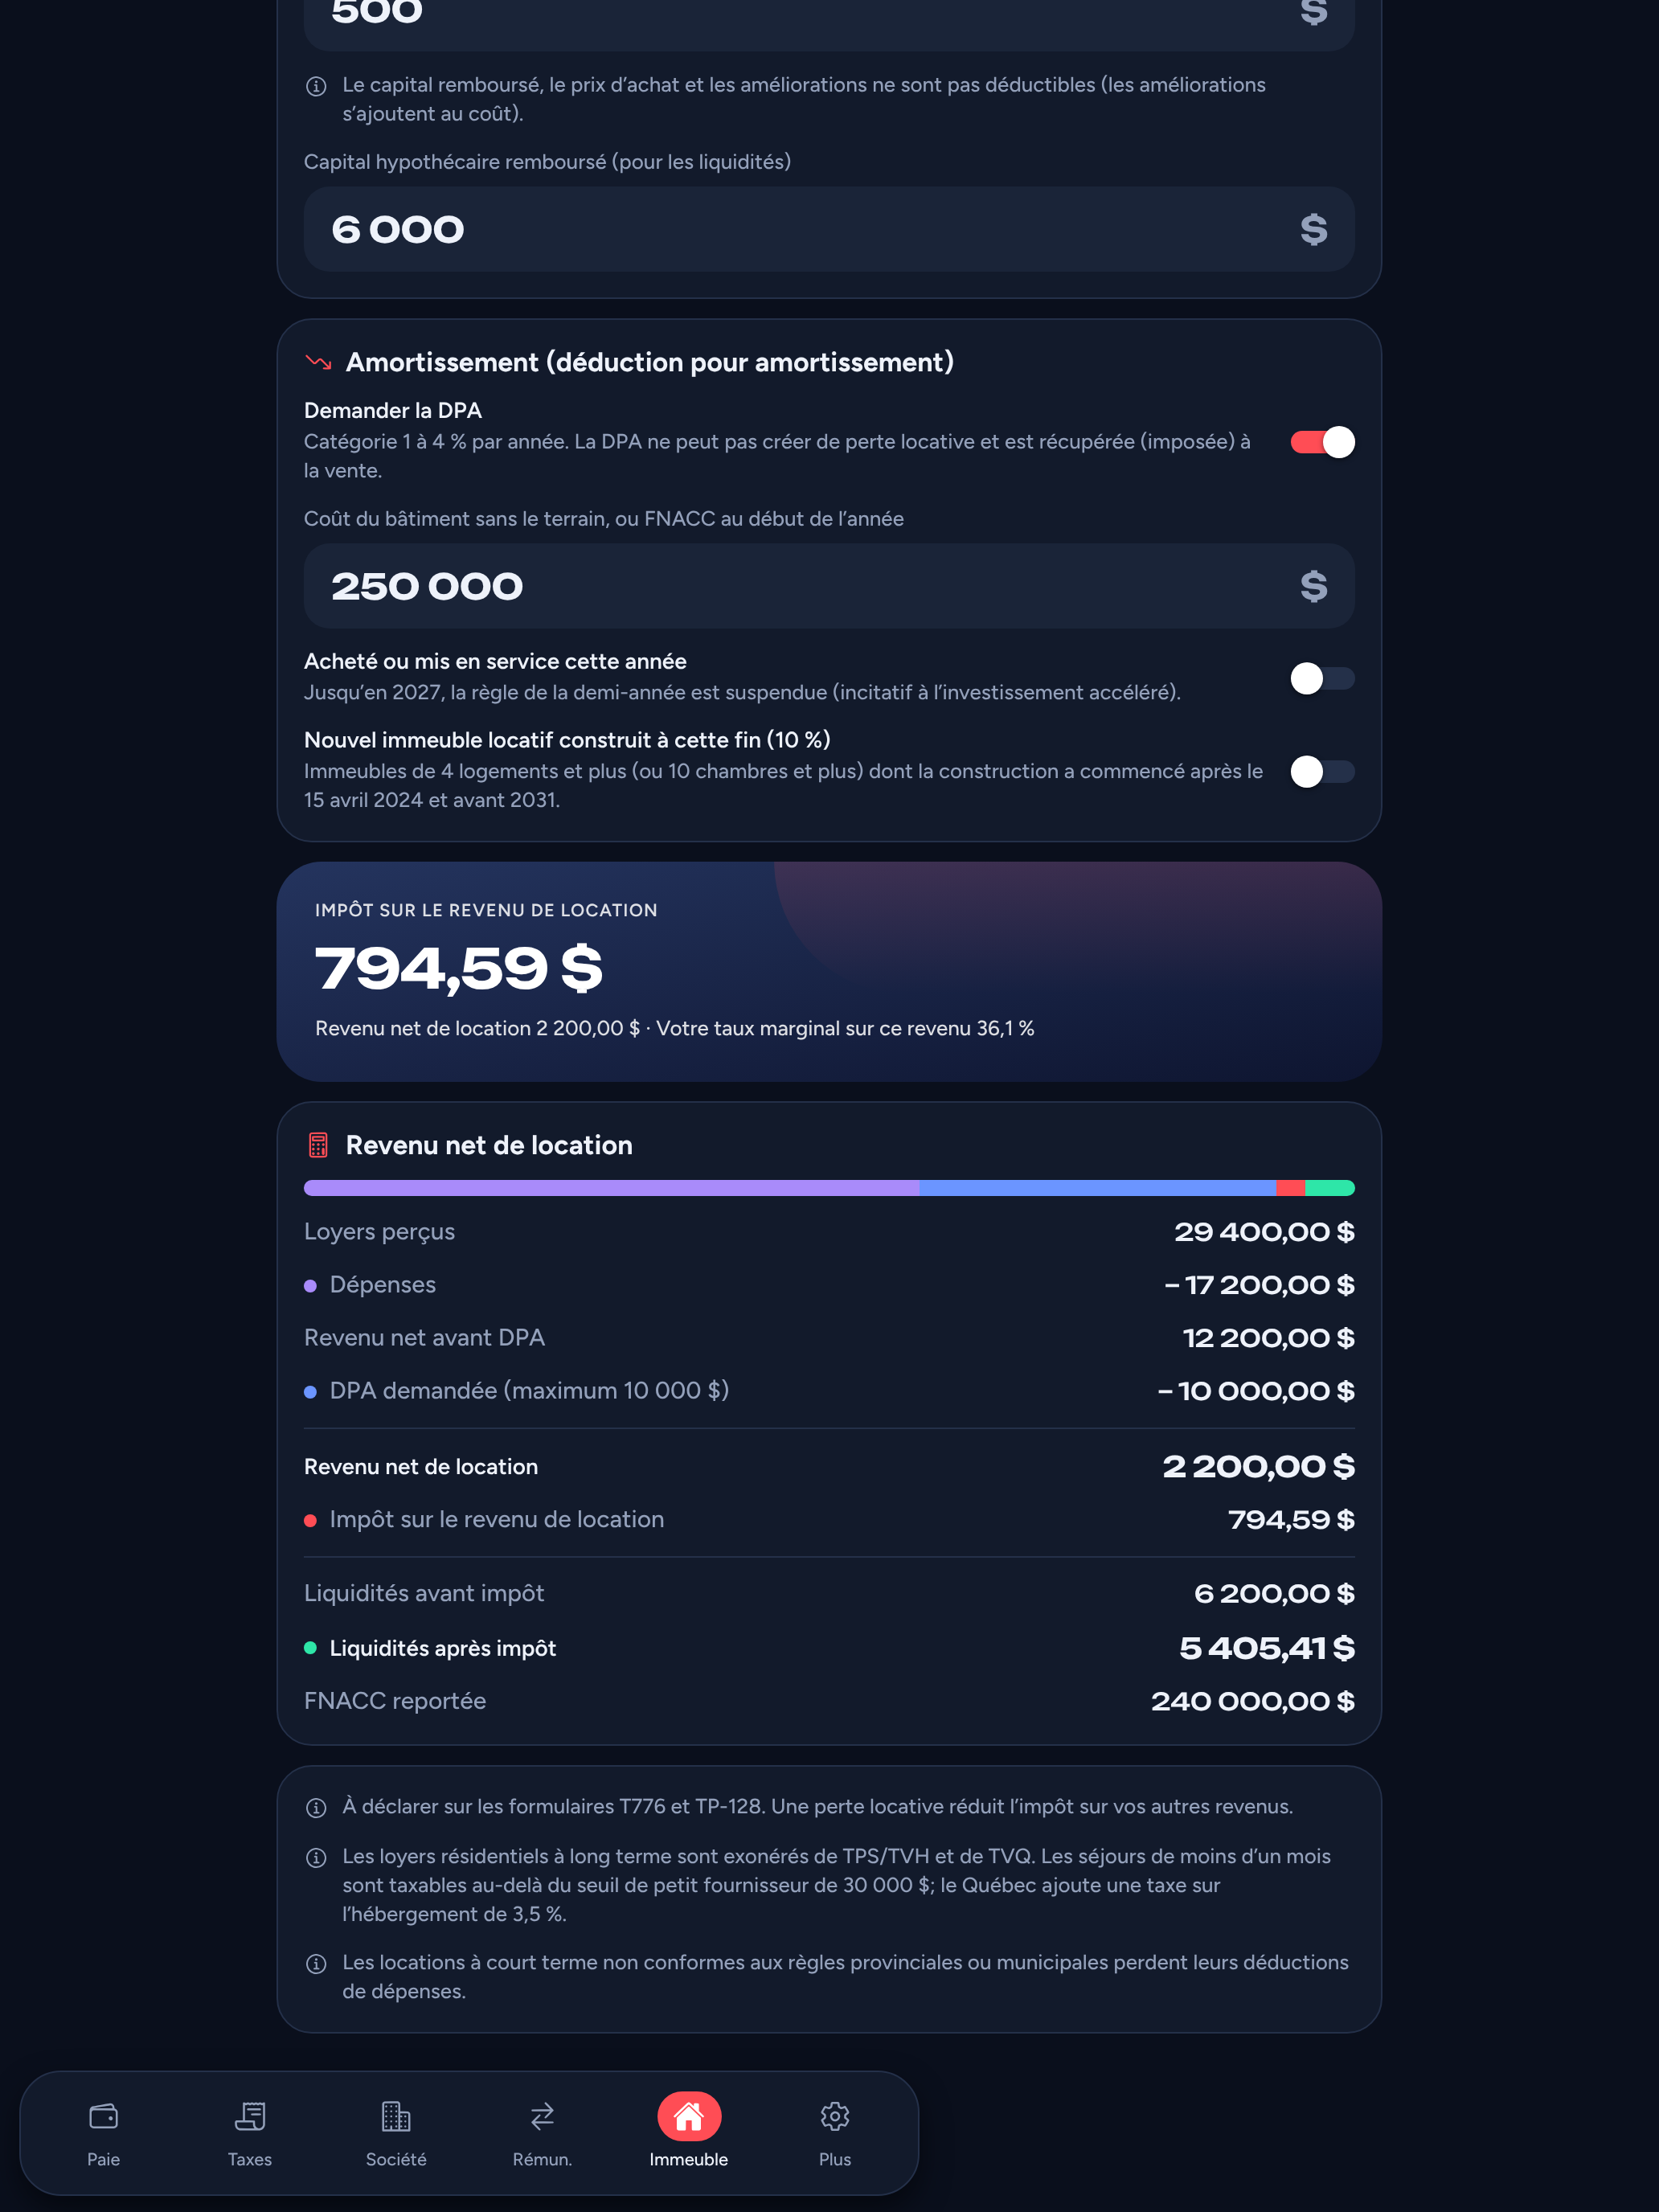 500 $
Le capital remboursé, le prix d’achat et les améliorations ne sont pas déductibles (les améliorations
s’ajoutent au coût).
Capital hypothécaire remboursé (pour les liquidités)
6 000 $
Amortissement (déduction pour amortissement)
Demander la DPA
Catégorie 1 à 4 % par année. La DPA ne peut pas créer de perte locative et est récupérée (imposée) à
la vente.
Coût du bâtiment sans le terrain, ou FNACC au début de l’année
250 000 $
Acheté ou mis en service cette année
Jusqu’en 2027, la règle de la demi-année est suspendue (incitatif à l’investissement accéléré).
Nouvel immeuble locatif construit à cette fin (10 %)
Immeubles de 4 logements et plus (ou 10 chambres et plus) dont la construction a commencé après le
15 avril 2024 et avant 2031.
IMPÔT SUR LE REVENU DE LOCATION
794,59 $
Revenu net de location 2 200,00 $ · Votre taux marginal sur ce revenu 36,1 %
Revenu net de location
Loyers perçus 29 400,00 $
Dépenses −17 200,00 $
Revenu net avant DPA 12 200,00 $
DPA demandée (maximum 10 000 $) −10 000,00 $
Revenu net de location 2 200,00 $
Impôt sur le revenu de location 794,59 $
Liquidités avant impôt 6 200,00 $
Liquidités après impôt 5 405,41 $
FNACC reportée 240 000,00 $
À déclarer sur les formulaires T776 et TP-128. Une perte locative réduit l’impôt sur vos autres revenus.
Les loyers résidentiels à long terme sont exonérés de TPS/TVH et de TVQ. Les séjours de moins d’un mois
sont taxables au-delà du seuil de petit fournisseur de 30 000 $; le Québec ajoute une taxe sur
l’hébergement de 3,5 %.
Les locations à court terme non conformes aux règles provinciales ou municipales perdent leurs déductions
de dépenses.
Paie Taxes Société Rémun. Immeuble Plus